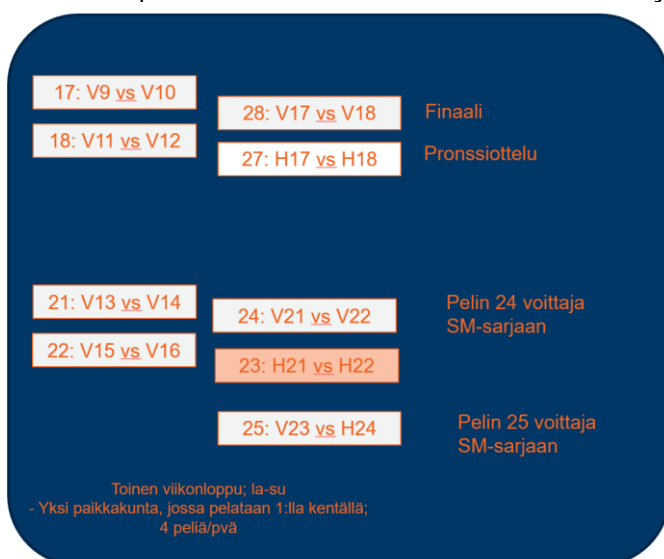 17: V9 vs V10
18: V11 vs V12
28: V17 vs V18
Finaali
27: H17 vs H18
Pronssiottelu
21: V13 vs V14
22: V15 vs V16
24: V21 vs V22
Pelin 24 voittaja
SM-sarjaan
23: H21 vs H22
25: V23 vs H24
Pelin 25 voittaja
SM-sarjaan
Toinen viikonloppu; la-su
- Yksi paikkakunta, jossa pelataan 1:lla kentällä;
4 peliä/pvä